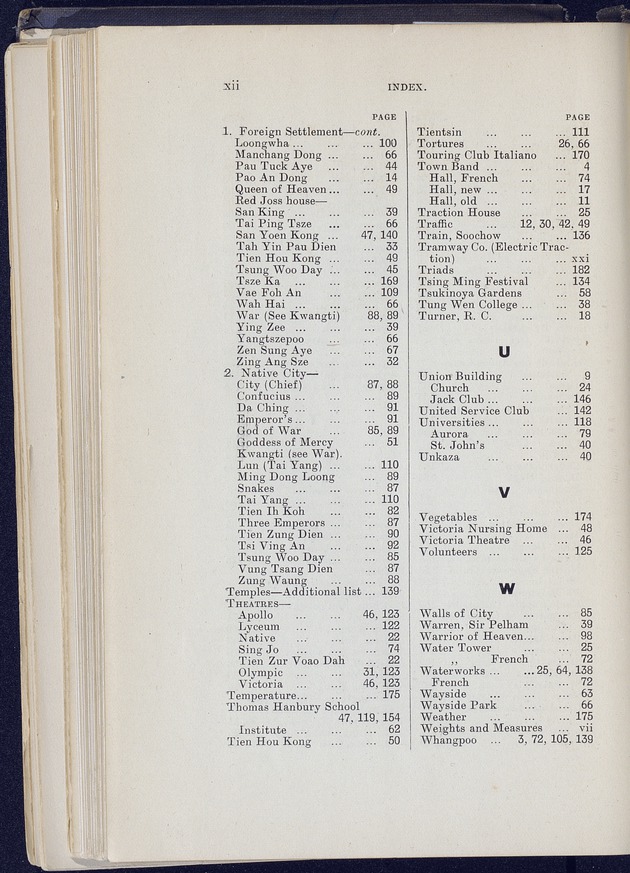 xii
INDEX.
PAGE
1. Foreign Settlement—cont.
Loongwha ... ... ... 100
Manchang Dong ... ... 66
Pau Tuck Aye ... ... 44
Pao An Dong ... ... 14
Queen of Heaven ... ... 49
Red Joss house—
San King ... ... ... 39
Tai Ping Tsze ... ... 66
San Yoen Kong ... 47, 140
Tah Yin Pau Dien ... 33
Tien Hou Kong ... ... 49
Tsung Woo Day ... ... 45
Tsze Ka ... ... ... 169
Vae Foh An ... ... 109
Wah Hai ... ... ... 66
War (See Kwangti) 88, 89
Ying Zee ... ... ... 39
Yangtszepoo ... ... 66
Zen Sung Aye ... ... 67
Zing Ang Sze ... ... 32
2. Native City—
City (Chief) ... 87, 88
Confucius ... ... ... 89
Da Ching ... ... ... 91
Emperor's ... ... ... 91
God of War ... 85, 89
Goddess of Mercy ... 51
Kwangti (see War).
Lun (Tai Yang) ... ... 110
Ming Dong Loong ... 89
Snakes ... ... ... 87
Tai Yang ... ... ... 110
Tien Ih Koh ... ... 82
Three Emperors ... ... 87
Tien Zung Dien ... ... 90
Tsi Ving An ... ... 92
Tsung Woo Day ... ... 85
Vung Tsang Dien ... 87
Zung Waung ... ... 88
Temples—Additional list ... 139
THEATRES—
Apollo ... ... 46, 123
Lyceum ... ... ... 122
Native ... ... ... 22
Sing Jo ... ... ... 74
Tien Zur Voao Dah ... 22
Olympic ... ... 31, 123
Victoria ... ... 46, 123
Temperature ... ... ... 175
Thomas Hanbury School
47, 119, 154
Institute ... ... ... 62
Tien Hou Kong ... ... 50
PAGE
Tientsin ... ... ... 111
Tortures ... ... 26, 66
Touring Club Italiano ... 170
Town Band ... ... ... 4
Hall, French ... ... 74
Hall, new ... ... ... 17
Hall, old ... ... ... 11
Traction House ... ... 25
Traffic ... 12, 30, 42, 49
Train, Soochow ... ... 136
Tramway Co. (Electric Trac-
tion) ... ... ... xxi
Triads ... ... ... 182
Tsing Ming Festival ... 134
Tsukinoya Gardens ... 58
Tung Wen College ... ... 38
Turner, R. C. ... ... 18
U
Union Building ... ... 9
Church ... ... ... 24
Jack Club ... ... ... 146
United Service Club ... 142
Universities ... ... ... 118
Aurora ... ... ... 79
St. John's ... ... 40
Unkaza ... ... ... 40
V
Vegetables ... ... ... 174
Victoria Nursing Home ... 48
Victoria Theatre ... ... 46
Volunteers ... ... ... 125
W
Walls of City ... ... 85
Warren, Sir Pelham ... 39
Warrior of Heaven ... ... 98
Water Tower ... ... 25
„ French ... 72
Waterworks ... ... 25, 64, 138
French ... ... ... 72
Wayside ... ... ... 63
Wayside Park ... ... 66
Weather ... ... ... 175
Weights and Measures ... vii
Whangpoo ... 3, 72, 105, 139